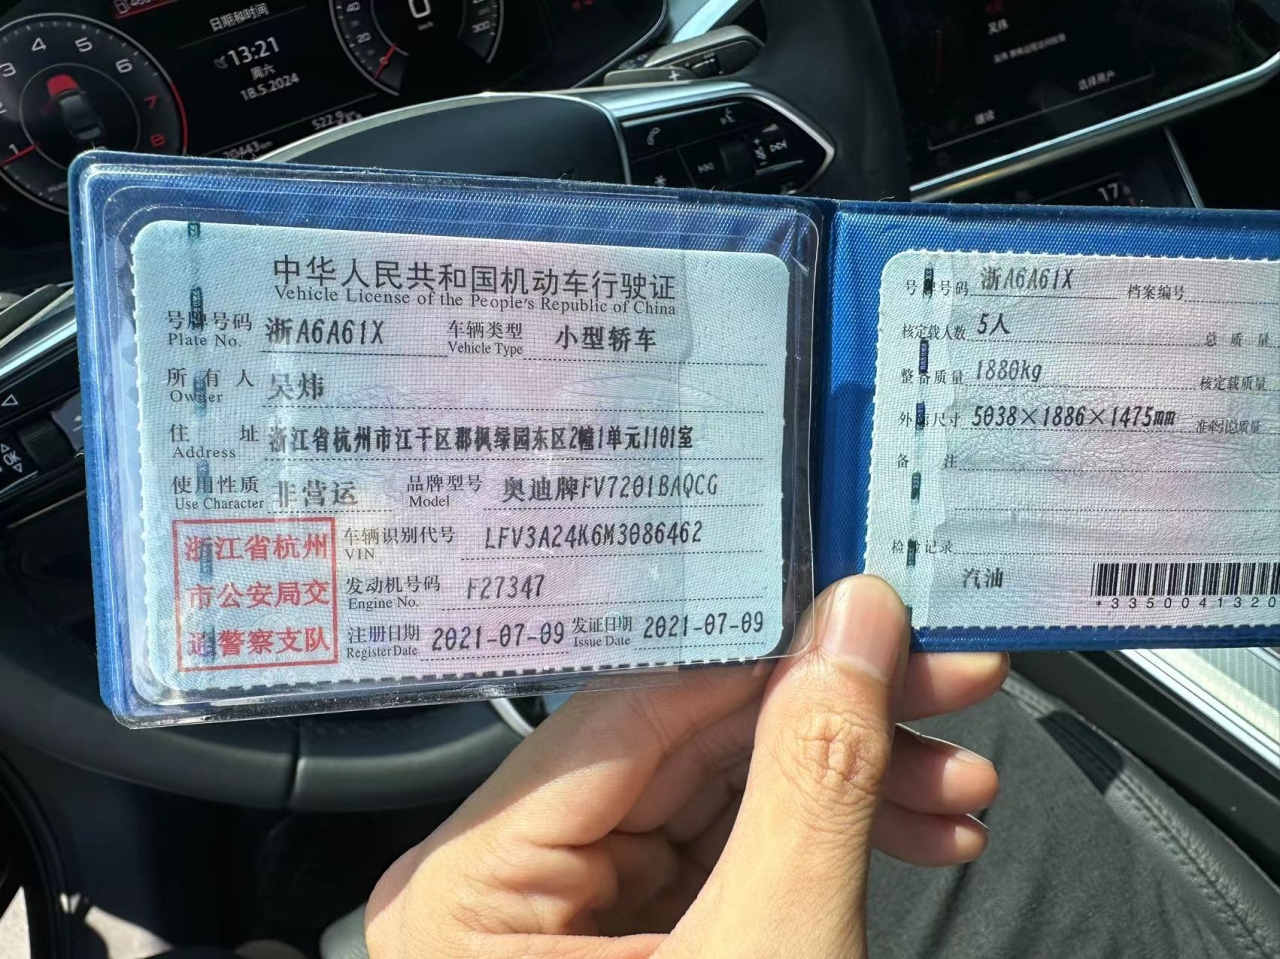 日期和时间
13:21
周六
18.5.2024
522.9
中华人民共和国机动车行驶证
Vehicle License of the People's Republic of China
号牌号码 浙A6A61X 车辆类型 小型轿车
Plate No. Vehicle Type
所有人 吴炜
Owner
住址 浙江省杭州市江干区那枫绿园东区2幢1单元1101室
Address
使用性质 非营运 品牌型号 奥迪牌FV7201BAQCG
Use Character Model
浙江省杭州
市公安局交
通警察支队
车辆识别代号 LFV3A24K6M3086462
VIN
发动机号码 F27347
Engine No.
注册日期 2021-07-09 发证日期 2021-07-09
Register Date Issue Date
号牌号码 浙A6A61X 档案编号
核定载人数 5人 总质量
整备质量 1880kg 核定载质量
外廓尺寸 5038×1886×1475mm 准牵引总质量
备注
检验记录
汽油
*3350041320
吴炜
选择用户
继续